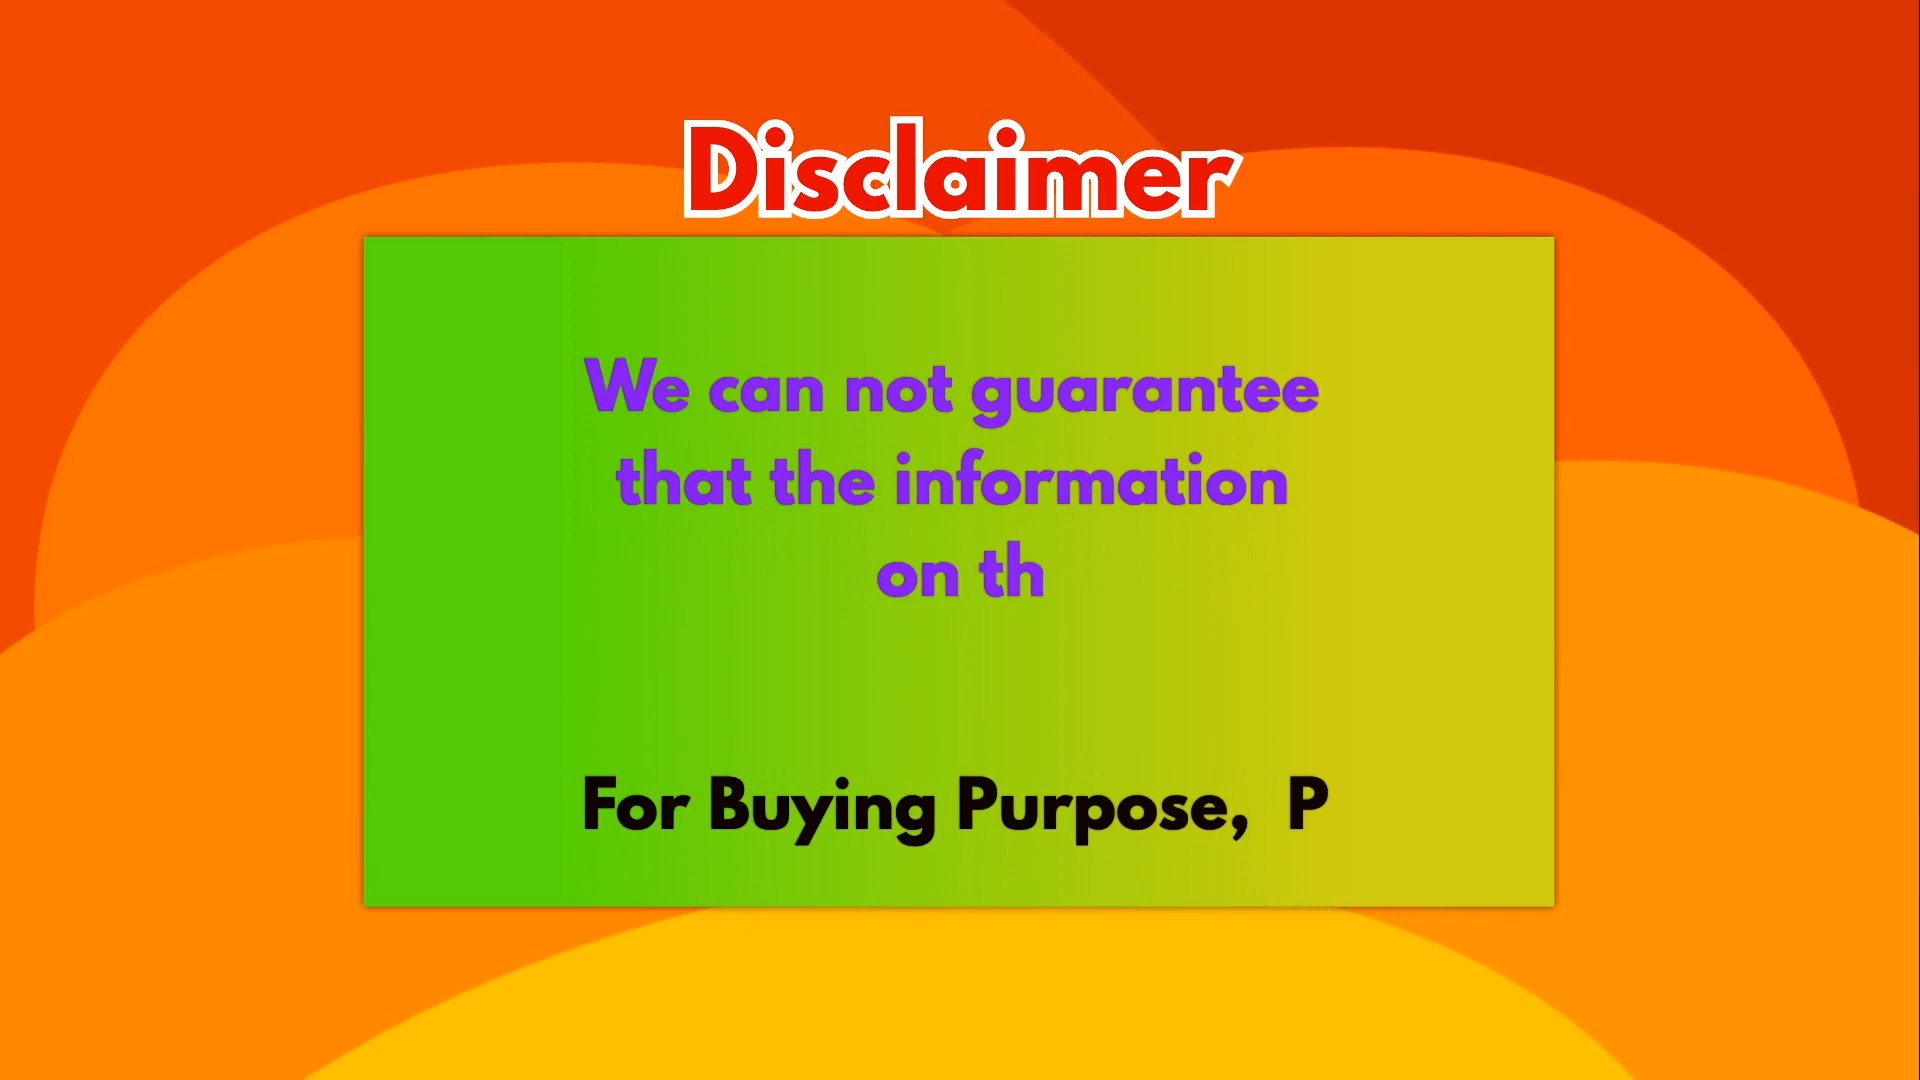 Disclaimer
We can not guarantee
that the information
on th
For Buying Purpose, P